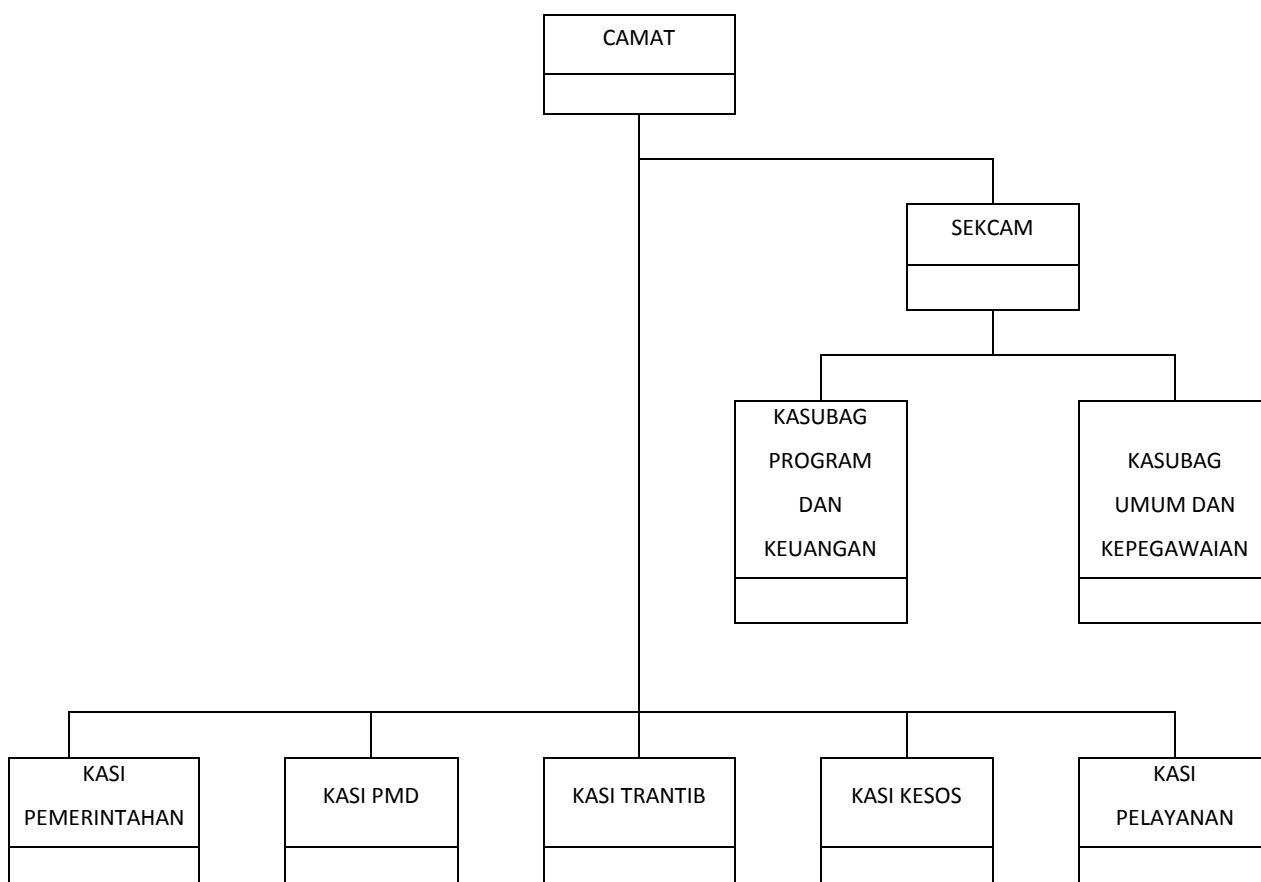 CAMAT
SEKCAM
KASUBAG
PROGRAM
DAN
KEUANGAN
KASUBAG
UMUM DAN
KEPEGAWAIAN
KASI
PEMERINTAHAN
KASI PMD
KASI TRANTIB
KASI KESOS
KASI
PELAYANAN